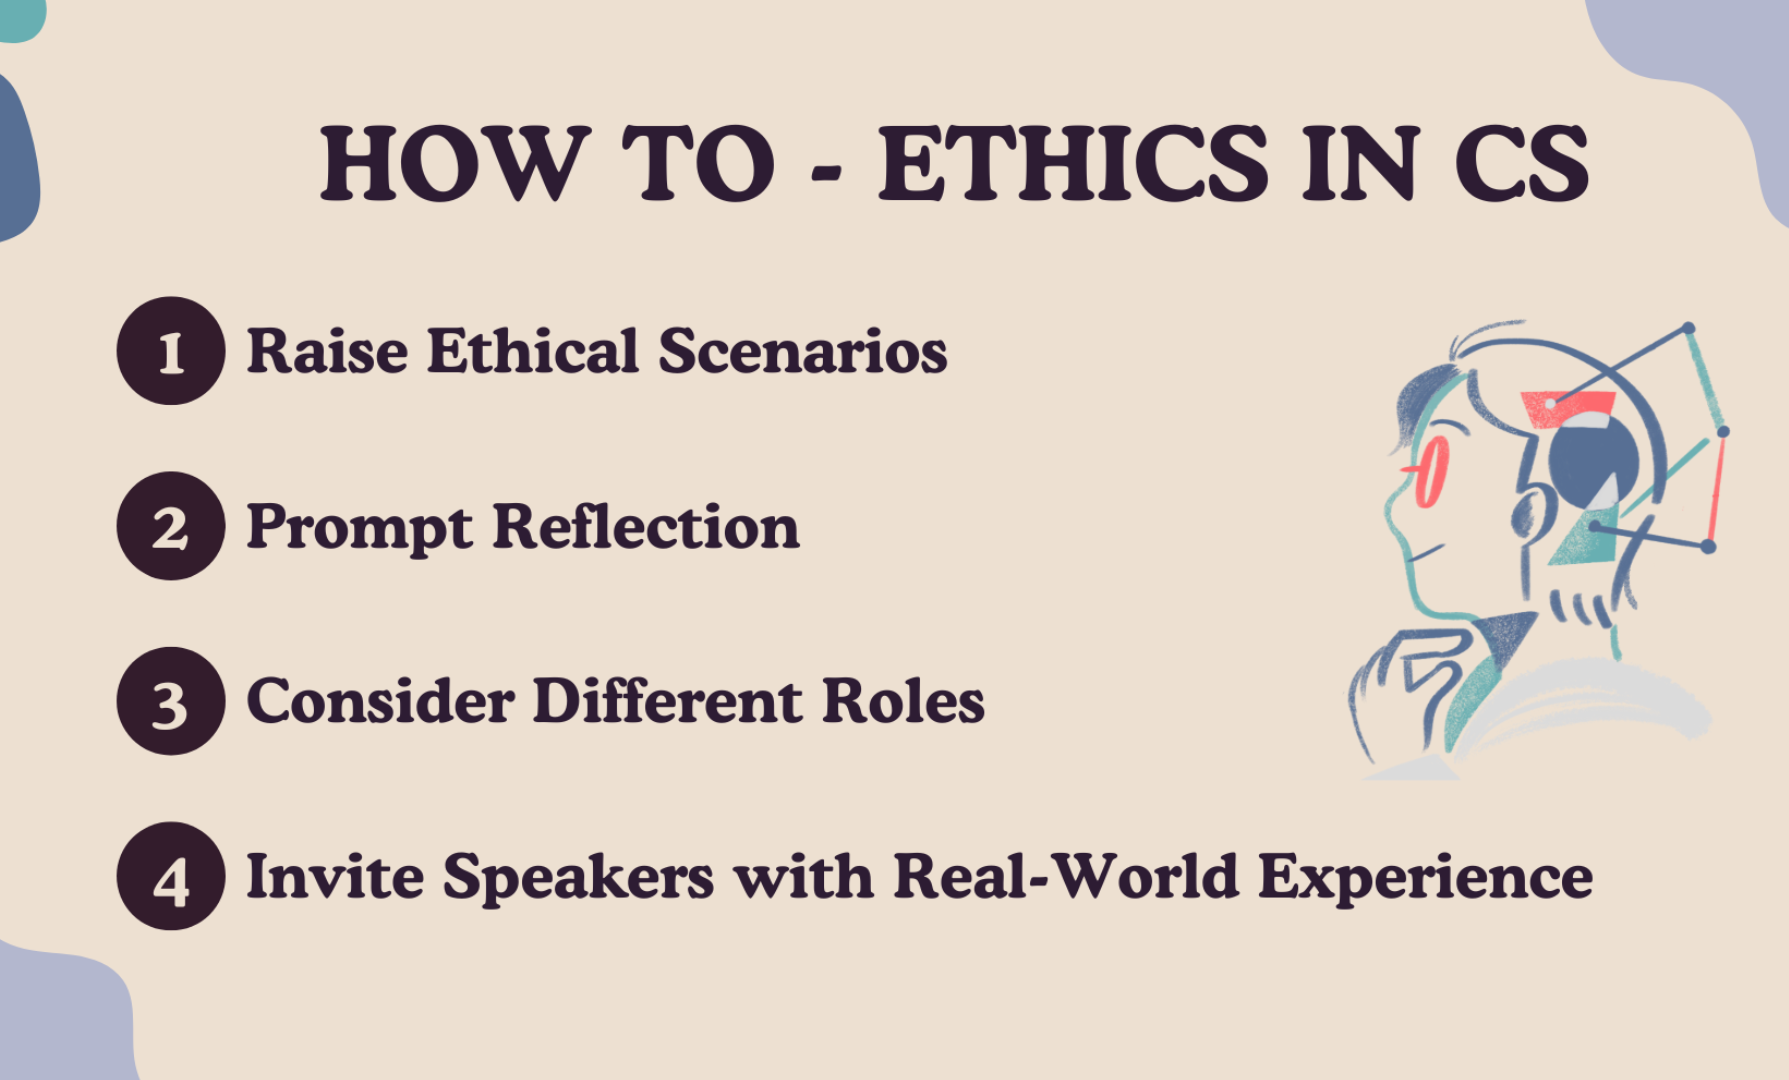 HOW TO - ETHICS IN CS
1 Raise Ethical Scenarios
2 Prompt Reflection
3 Consider Different Roles
4 Invite Speakers with Real-World Experience